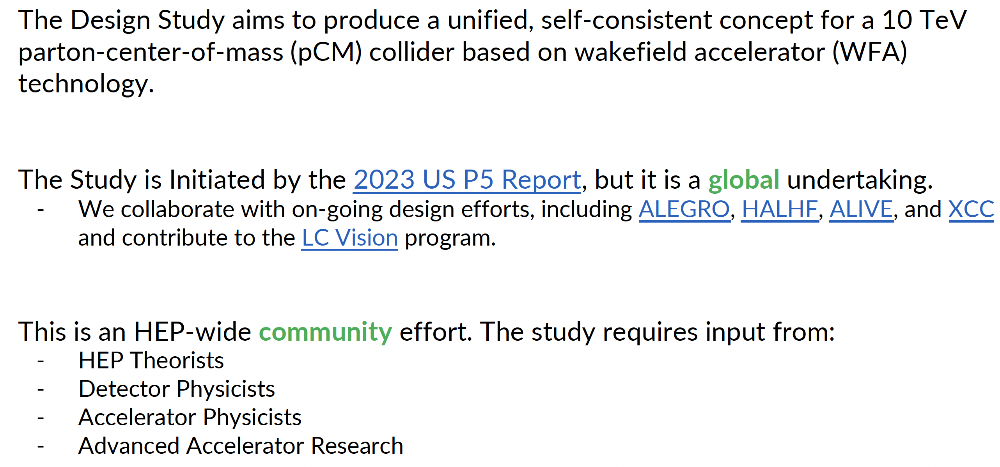 The Design Study aims to produce a unified, self-consistent concept for a 10 TeV
parton-center-of-mass (pCM) collider based on wakefield accelerator (WFA)
technology.
The Study is Initiated by the 2023 US P5 Report, but it is a global undertaking.
- We collaborate with on-going design efforts, including ALEGRO, HALHF, ALIVE, and XCC
and contribute to the LC Vision program.
This is an HEP-wide community effort. The study requires input from:
- HEP Theorists
- Detector Physicists
- Accelerator Physicists
- Advanced Accelerator Research